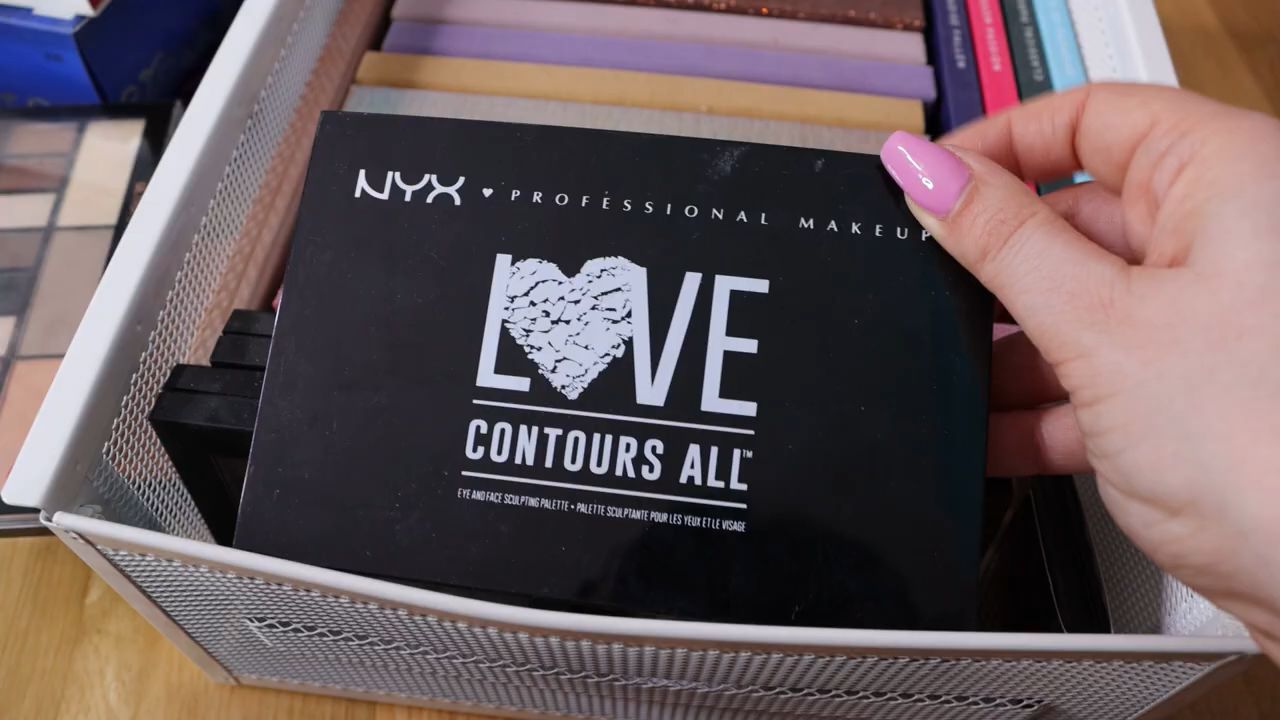 NYX ♥ PROFESSIONAL MAKEUP
LOVE
CONTOURS ALL™
EYE AND FACE SCULPTING PALETTE • PALETTE SCULPTANTE POUR LES YEUX ET LE VISAGE